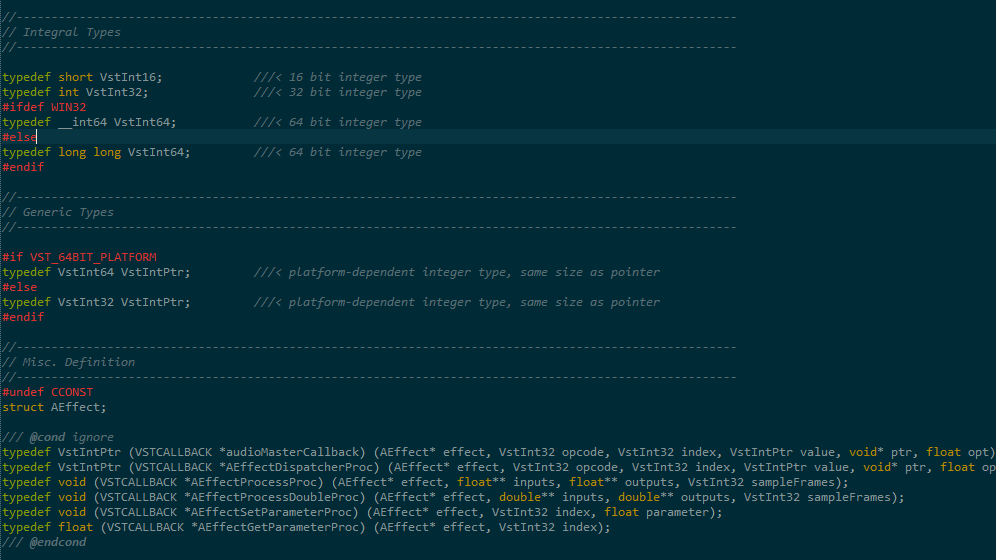 //-------------------------------------------------------------------------------------------------------
// Integral Types
//-------------------------------------------------------------------------------------------------------
typedef short VstInt16;             ///< 16 bit integer type
typedef int VstInt32;               ///< 32 bit integer type
#ifdef WIN32
typedef __int64 VstInt64;           ///< 64 bit integer type
#else
typedef long long VstInt64;         ///< 64 bit integer type
#endif
//-------------------------------------------------------------------------------------------------------
// Generic Types
//-------------------------------------------------------------------------------------------------------
#if VST_64BIT_PLATFORM
typedef VstInt64 VstIntPtr;         ///< platform-dependent integer type, same size as pointer
#else
typedef VstInt32 VstIntPtr;         ///< platform-dependent integer type, same size as pointer
#endif
//-------------------------------------------------------------------------------------------------------
// Misc. Definition
//-------------------------------------------------------------------------------------------------------
#undef CCONST
struct AEffect;
/// @cond ignore
typedef VstIntPtr (VSTCALLBACK *audioMasterCallback) (AEffect* effect, VstInt32 opcode, VstInt32 index, VstIntPtr value, void* ptr, float opt)
typedef VstIntPtr (VSTCALLBACK *AEffectDispatcherProc) (AEffect* effect, VstInt32 opcode, VstInt32 index, VstIntPtr value, void* ptr, float op
typedef void (VSTCALLBACK *AEffectProcessProc) (AEffect* effect, float** inputs, float** outputs, VstInt32 sampleFrames);
typedef void (VSTCALLBACK *AEffectProcessDoubleProc) (AEffect* effect, double** inputs, double** outputs, VstInt32 sampleFrames);
typedef void (VSTCALLBACK *AEffectSetParameterProc) (AEffect* effect, VstInt32 index, float parameter);
typedef float (VSTCALLBACK *AEffectGetParameterProc) (AEffect* effect, VstInt32 index);
/// @endcond